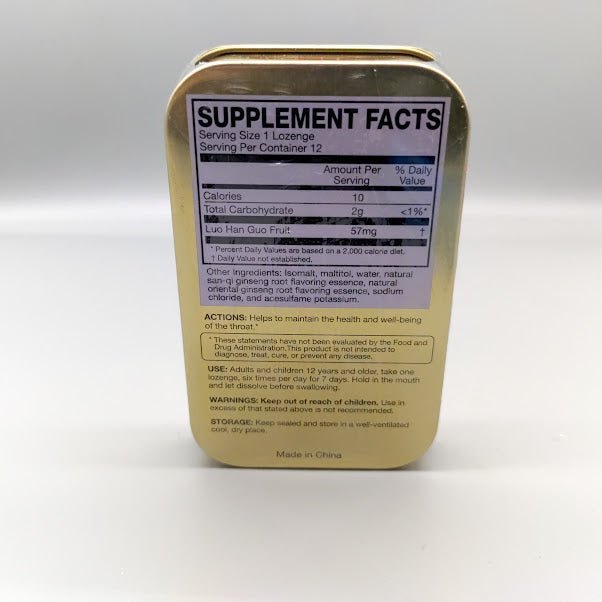 SUPPLEMENT FACTS
Serving Size 1 Lozenge
Serving Per Container 12
Amount Per Serving % Daily Value
Calories 10
Total Carbohydrate 2g <1%*
Luo Han Guo Fruit 57mg †
* Percent Daily Values are based on a 2,000 calorie diet.
† Daily Value not established.
Other Ingredients: Isomalt, maltitol, water, natural
san-qi ginseng root flavoring essence, natural
oriental ginseng root flavoring essence, sodium
chloride, and acesulfame potassium.
ACTIONS: Helps to maintain the health and well-being
of the throat.*
* These statements have not been evaluated by the Food and
Drug Administration.This product is not intended to
diagnose, treat, cure, or prevent any disease.
USE: Adults and children 12 years and older, take one
lozenge, six times per day for 7 days. Hold in the mouth
and let dissolve before swallowing.
WARNINGS: Keep out of reach of children. Use in
excess of that stated above is not recommended.
STORAGE: Keep sealed and store in a well-ventilated
cool, dry place.
Made in China